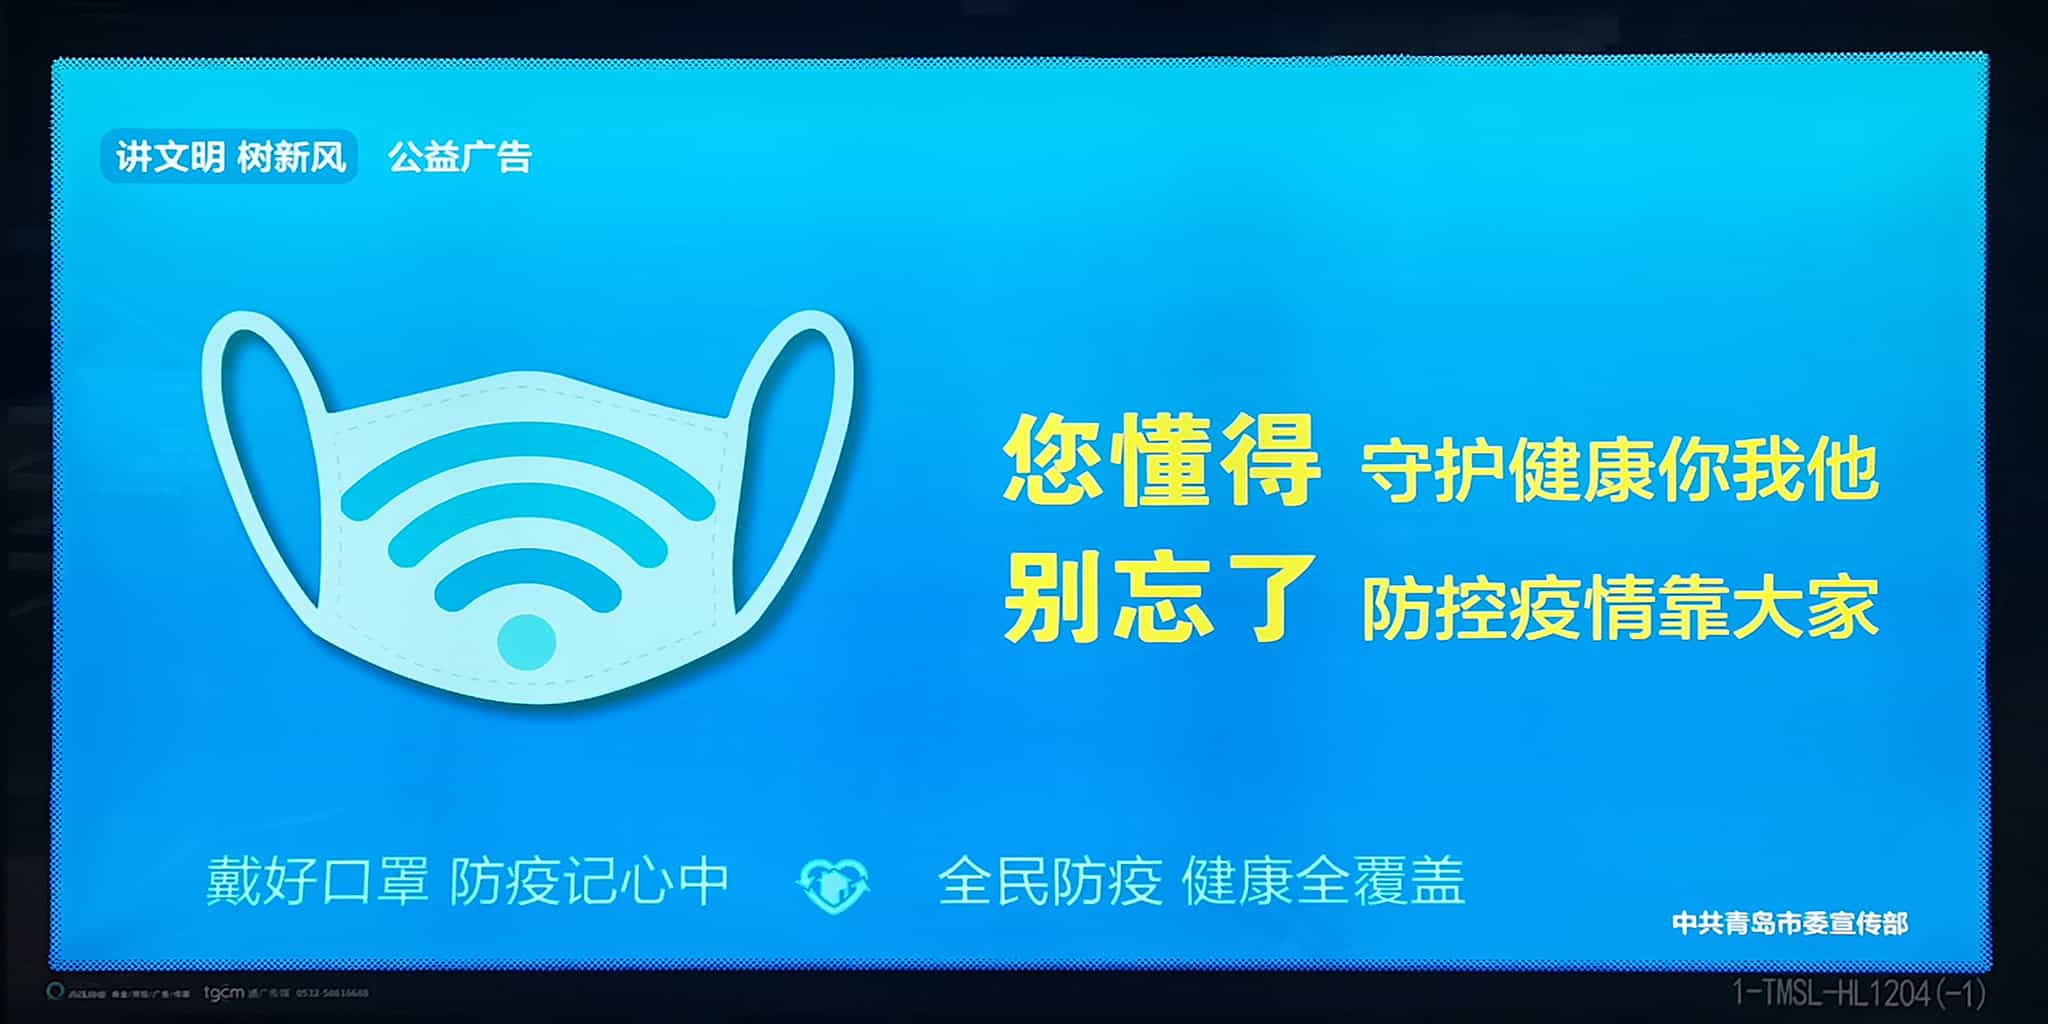 讲文明 树新风 公益广告
您懂得 守护健康你我他
别忘了 防控疫情靠大家
戴好口罩 防疫记心中 全民防疫 健康全覆盖
中共青岛市委宣传部
tgcm
1-TMSL-HL1204(-1)